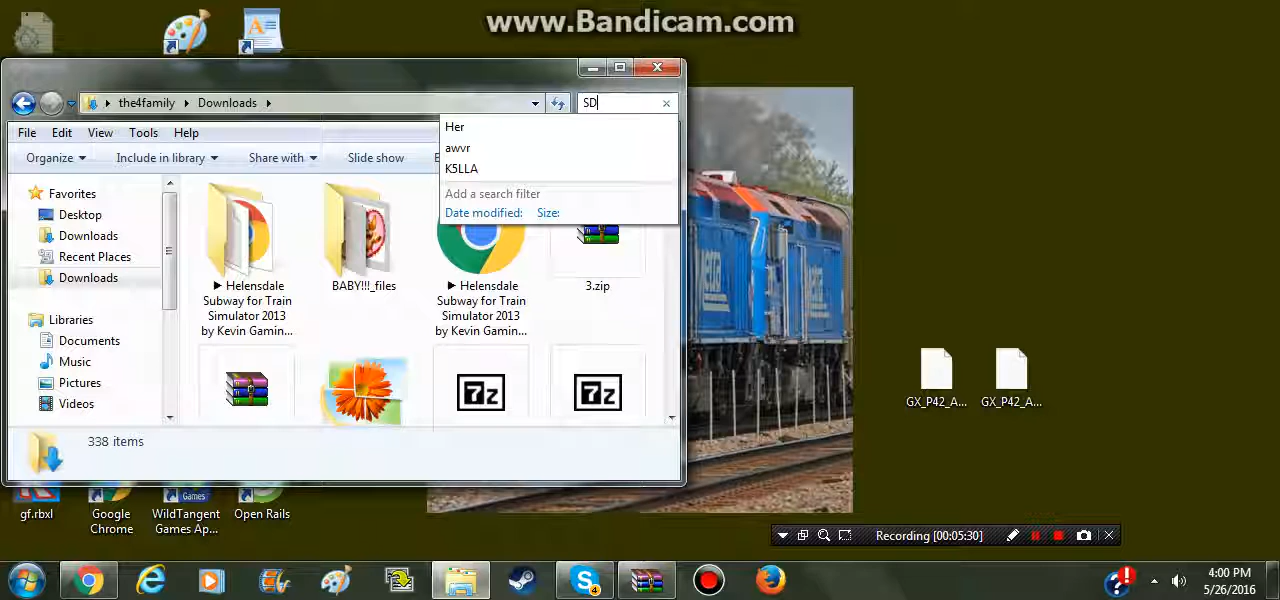 www.Bandicam.com
the4family
Downloads
SD
File
Edit
View
Tools
Help
Her
awvr
K5LLA
Add a search filter
Date modified:
Size:
Organize
Include in library
Share with
Slide show
Favorites
Desktop
Downloads
Recent Places
Downloads
Libraries
Documents
Music
Pictures
Videos
Helensdale
Subway for Train
Simulator 2013
by Kevin Gamin...
BABY!!!_files
Helensdale
Subway for Train
Simulator 2013
by Kevin Gamin...
3.zip
7z
7z
338 items
metra
metra
GX_P42_A...
GX_P42_A...
gf.rbxl
Google
Chrome
Games
WildTangent
Games Ap...
Open Rails
Recording [00:05:30]
4
4:00 PM
5/26/2016